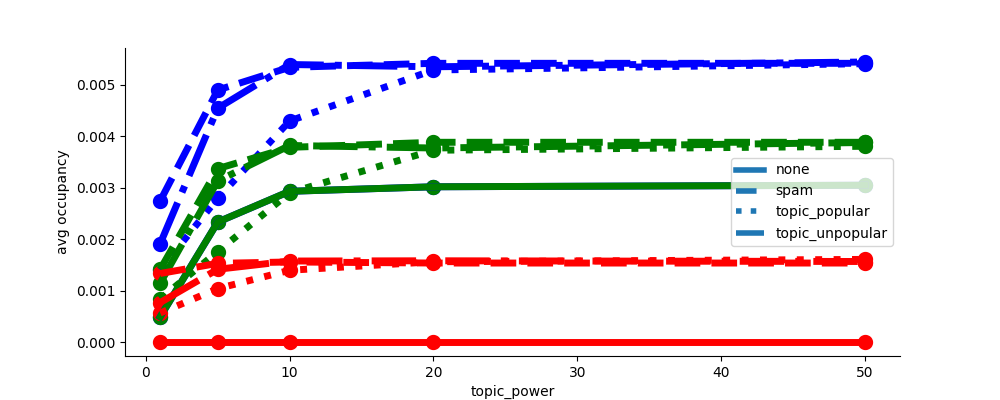 0.005
0.004
0.003
0.002
0.001
0.000
avg occupancy
none
spam
topic_popular
topic_unpopular
0 10 20 30 40 50
topic_power